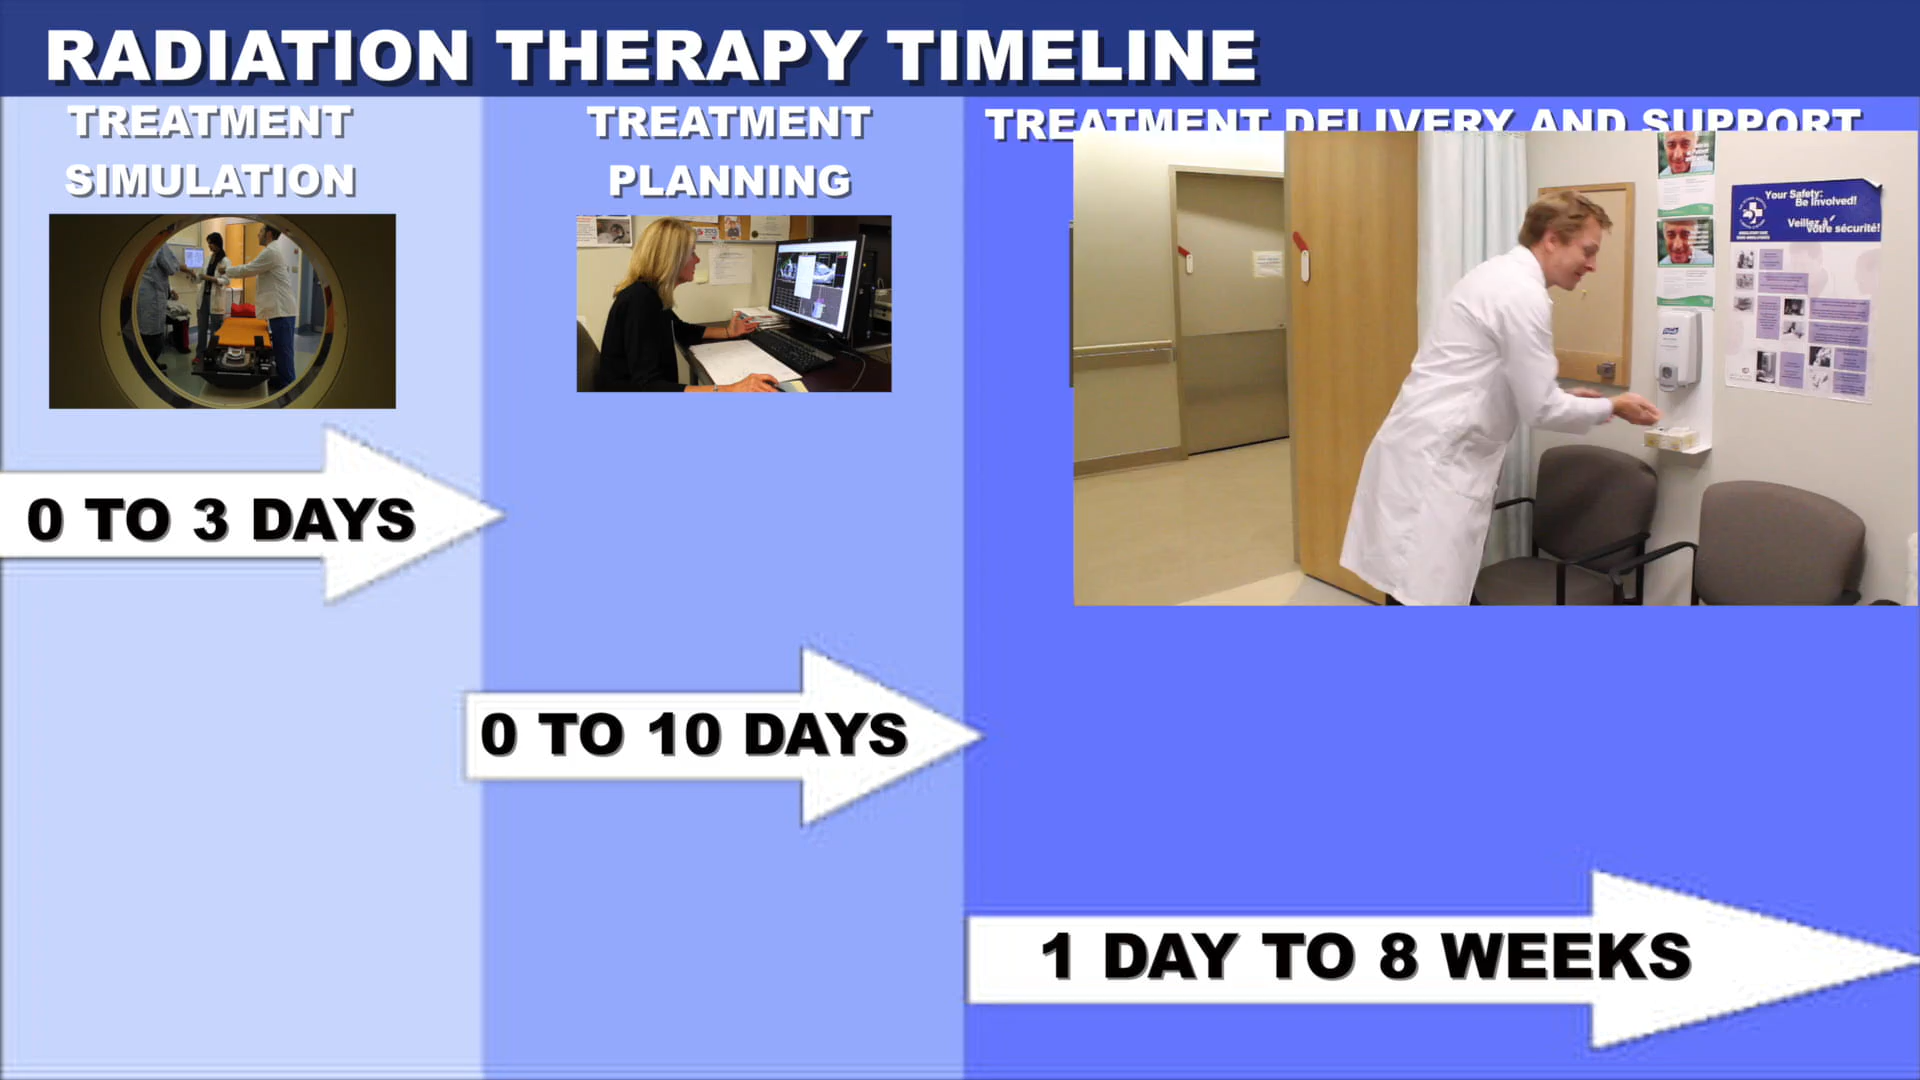 RADIATION THERAPY TIMELINE
TREATMENT
SIMULATION
TREATMENT
PLANNING
TREATMENT DELIVERY AND SUPPORT
Your Safety:
Be Involved!
Veillez à
votre sécurité!
0 TO 3 DAYS
0 TO 10 DAYS
1 DAY TO 8 WEEKS